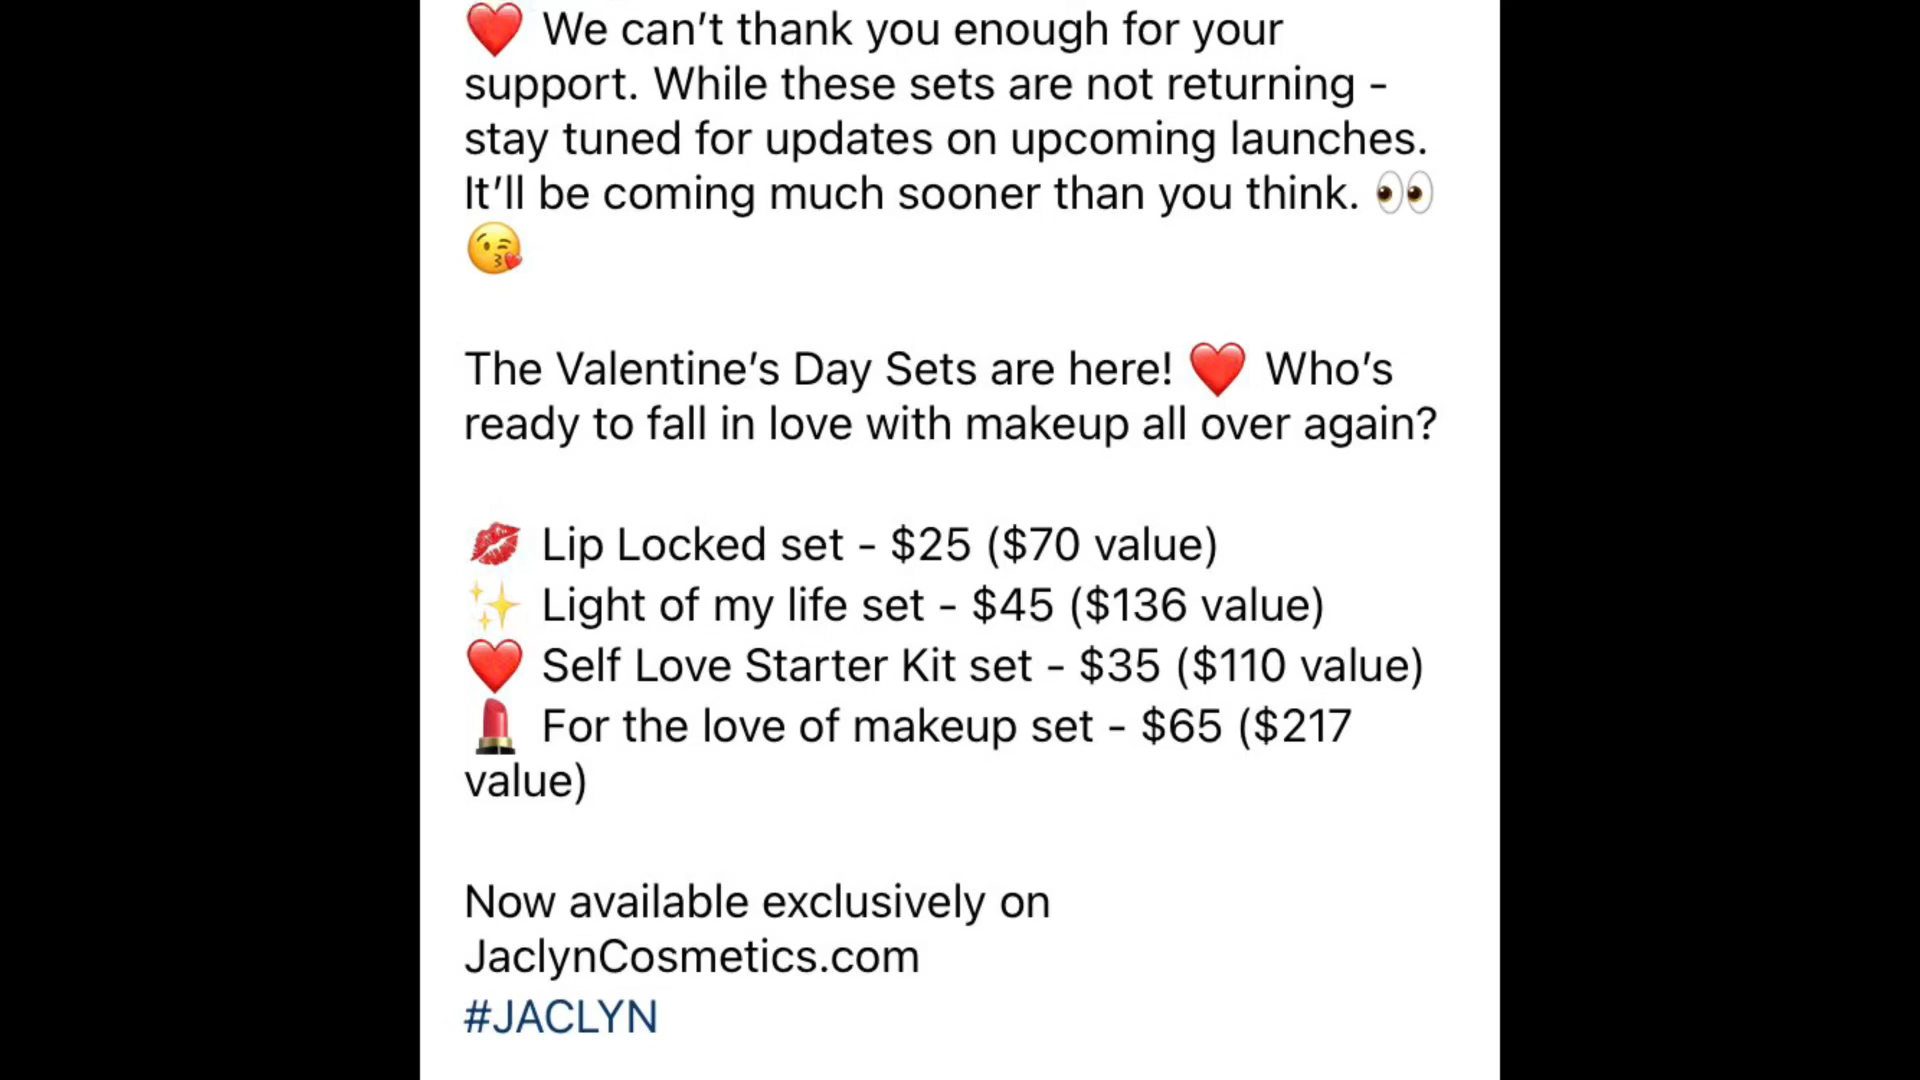 ❤️ We can’t thank you enough for your
support. While these sets are not returning -
stay tuned for updates on upcoming launches.
It’ll be coming much sooner than you think. 👀
😘
The Valentine’s Day Sets are here! ❤️ Who’s
ready to fall in love with makeup all over again?
💋 Lip Locked set - $25 ($70 value)
✨ Light of my life set - $45 ($136 value)
❤️ Self Love Starter Kit set - $35 ($110 value)
💄 For the love of makeup set - $65 ($217
value)
Now available exclusively on
JaclynCosmetics.com
#JACLYN